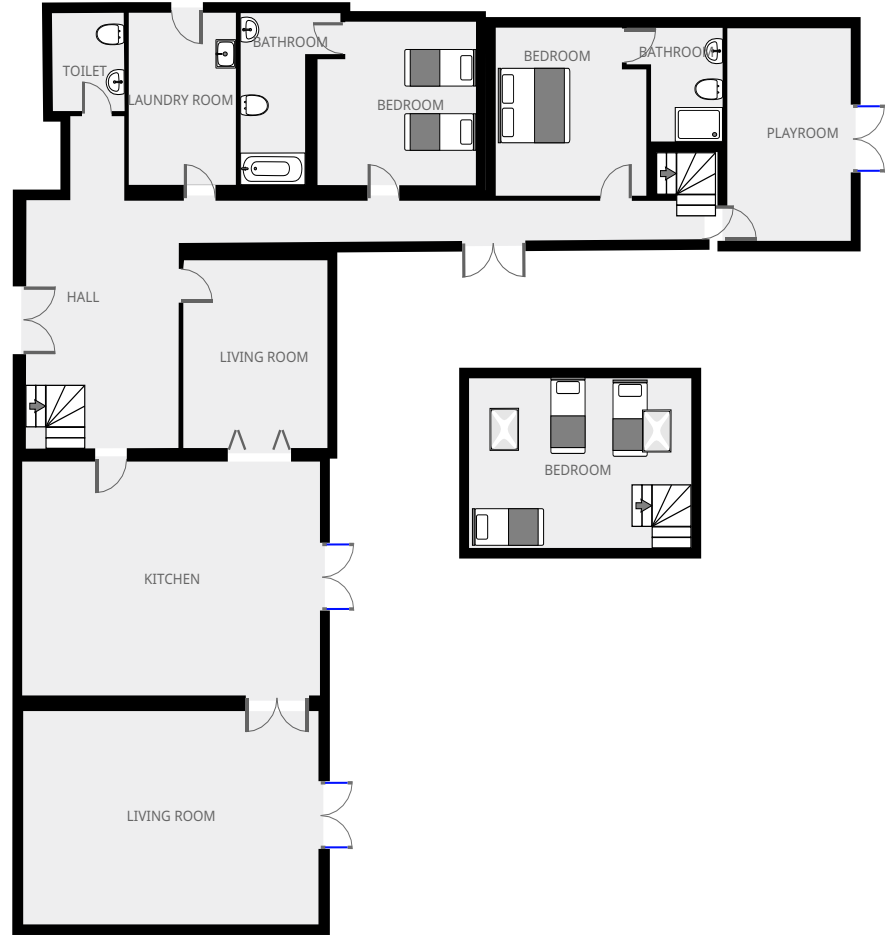 BATHROOM
BATHROOM
BEDROOM
TOILET
LAUNDRY ROOM
BEDROOM
PLAYROOM
HALL
LIVING ROOM
BEDROOM
KITCHEN
LIVING ROOM